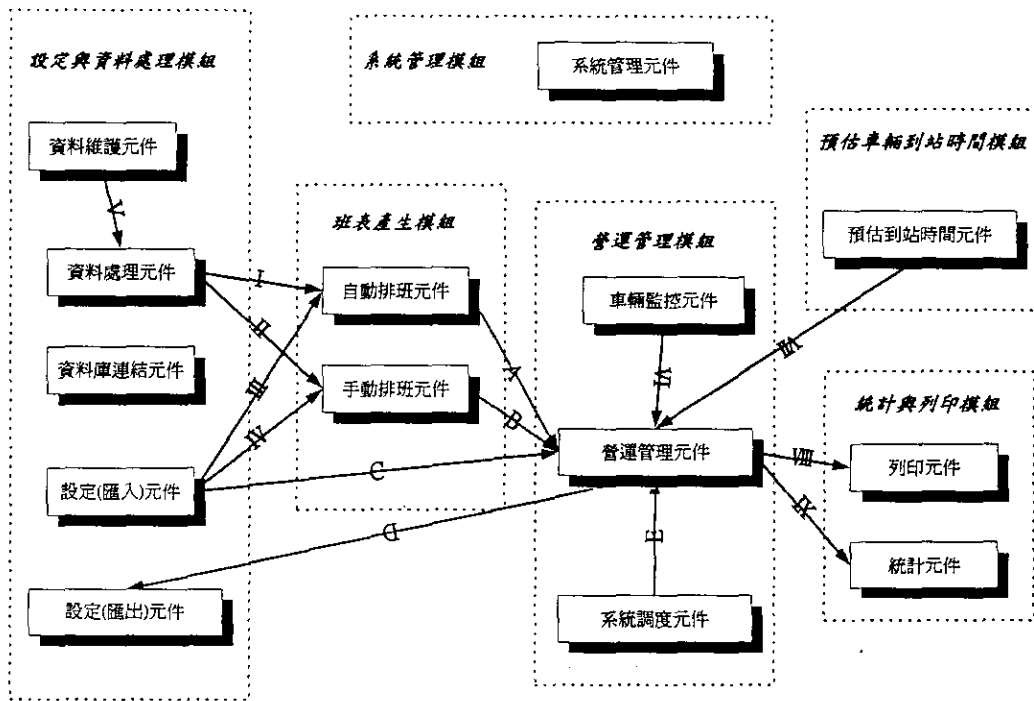 設定與資料處理模組
資料維護元件
V
資料處理元件
資料庫連結元件
設定(匯入)元件
設定(匯出)元件
系統管理模組
系統管理元件
班表產生模組
I
II
III
IV
自動排班元件
手動排班元件
A
B
C
D
營運管理模組
車輛監控元件
VI
營運管理元件
E
系統調度元件
預估車輛到站時間模組
預估到站時間元件
VII
統計與列印模組
VIII
列印元件
IX
統計元件